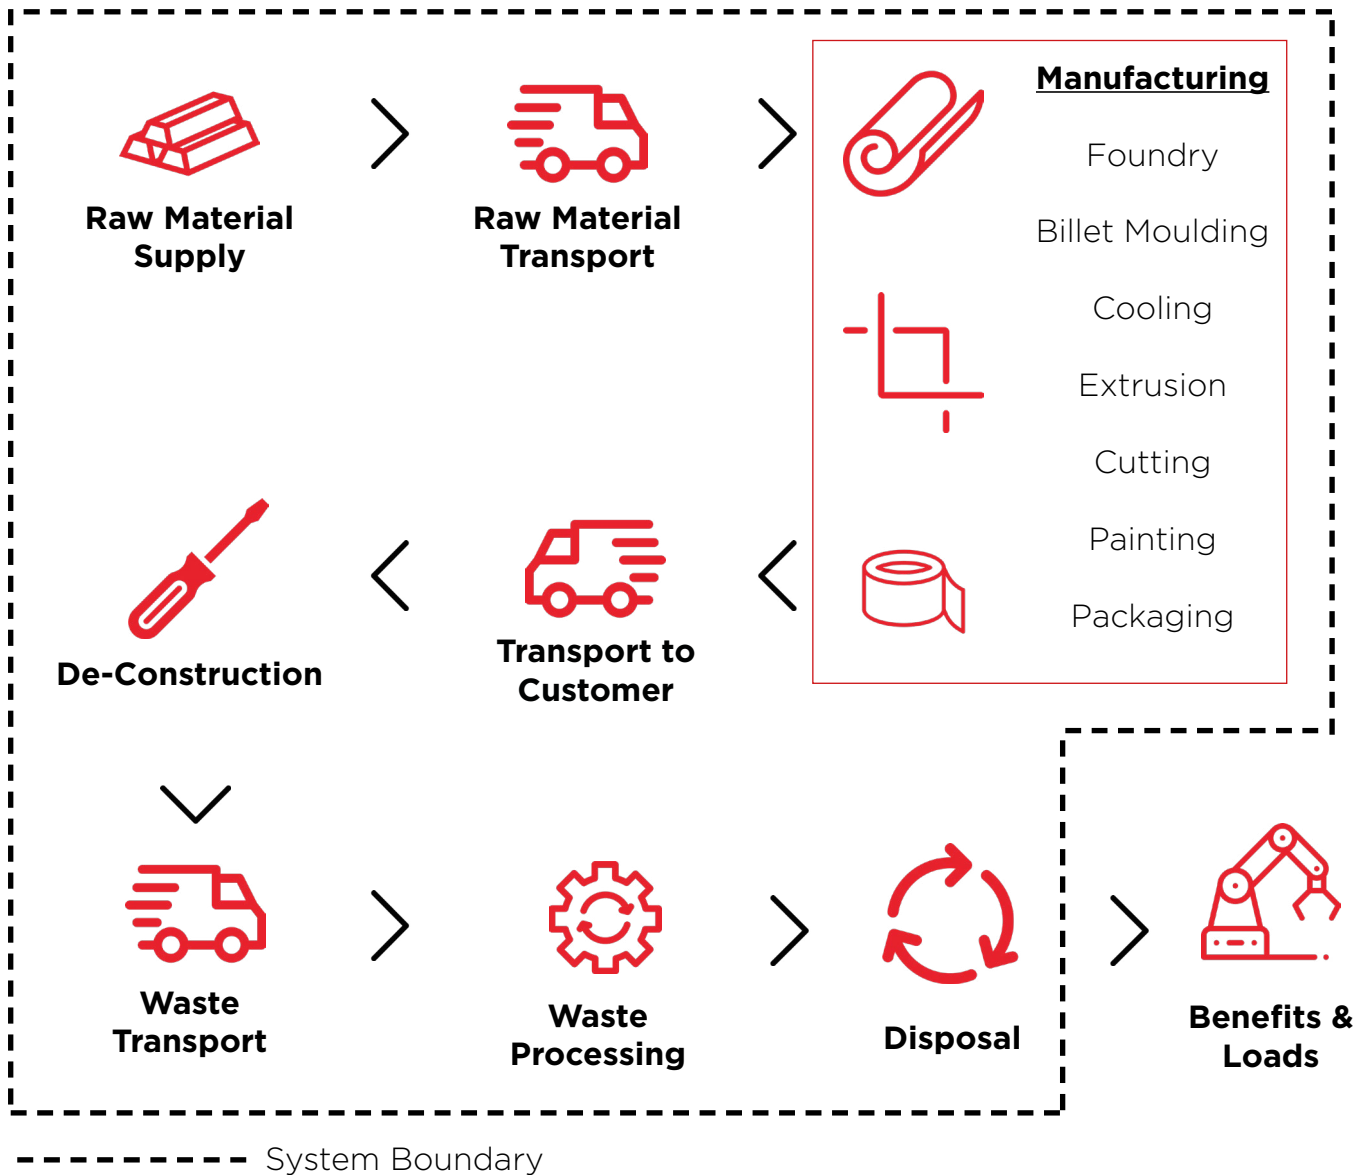 Raw Material
Supply
Raw Material
Transport
Manufacturing
Foundry
Billet Moulding
Cooling
Extrusion
Cutting
Painting
Packaging
Transport to
Customer
De-Construction
Waste
Transport
Waste
Processing
Disposal
Benefits &
Loads
System Boundary